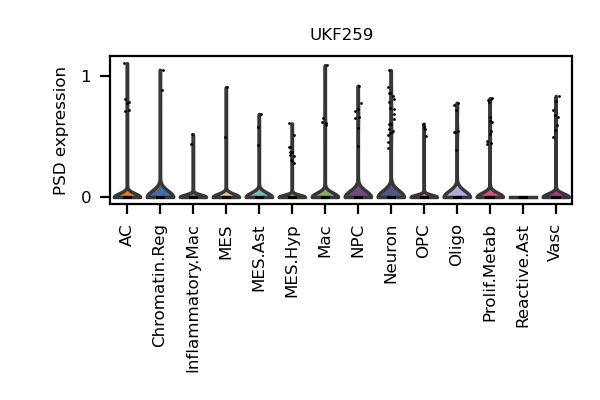 UKF259
PSD expression
1
0
AC
Chromatin.Reg
Inflammatory.Mac
MES
MES.Ast
MES.Hyp
Mac
NPC
Neuron
OPC
Oligo
Prolif.Metab
Reactive.Ast
Vasc